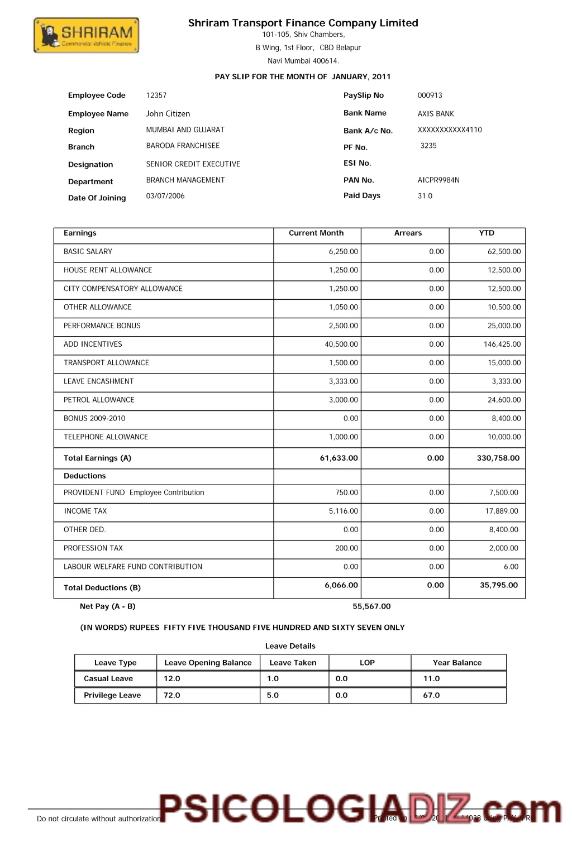 SHRIRAM
Commercial Vehicle Finance
Shriram Transport Finance Company Limited
101-105, Shiv Chambers,
B Wing, 1st Floor, CBD Belapur
Navi Mumbai 400614.
PAY SLIP FOR THE MONTH OF JANUARY, 2011
Employee Code 12357 PaySlip No 000913
Employee Name John Citizen Bank Name AXIS BANK
Region MUMBAI AND GUJARAT Bank A/c No. XXXXXXXXXXX4110
Branch BARODA FRANCHISEE PF No. 3235
Designation SENIOR CREDIT EXECUTIVE ESI No.
Department BRANCH MANAGEMENT PAN No. AICPR9984N
Date Of Joining 03/07/2006 Paid Days 31.0
Earnings Current Month Arrears YTD
BASIC SALARY 6,250.00 0.00 62,500.00
HOUSE RENT ALLOWANCE 1,250.00 0.00 12,500.00
CITY COMPENSATORY ALLOWANCE 1,250.00 0.00 12,500.00
OTHER ALLOWANCE 1,050.00 0.00 10,500.00
PERFORMANCE BONUS 2,500.00 0.00 25,000.00
ADD INCENTIVES 40,500.00 0.00 146,425.00
TRANSPORT ALLOWANCE 1,500.00 0.00 15,000.00
LEAVE ENCASHMENT 3,333.00 0.00 3,333.00
PETROL ALLOWANCE 3,000.00 0.00 24,600.00
BONUS 2009-2010 0.00 0.00 8,400.00
TELEPHONE ALLOWANCE 1,000.00 0.00 10,000.00
Total Earnings (A) 61,633.00 0.00 330,758.00
Deductions
PROVIDENT FUND Employee Contribution 750.00 0.00 7,500.00
INCOME TAX 5,116.00 0.00 17,889.00
OTHER DED. 0.00 0.00 8,400.00
PROFESSION TAX 200.00 0.00 2,000.00
LABOUR WELFARE FUND CONTRIBUTION 0.00 0.00 6.00
Total Deductions (B) 6,066.00 0.00 35,795.00
Net Pay (A - B) 55,567.00
(IN WORDS) RUPEES FIFTY FIVE THOUSAND FIVE HUNDRED AND SIXTY SEVEN ONLY
Leave Details
Leave Type Leave Opening Balance Leave Taken LOP Year Balance
Casual Leave 12.0 1.0 0.0 11.0
Privilege Leave 72.0 5.0 0.0 67.0
Do not circulate without authorization
PSICOLOGIADIZ.com